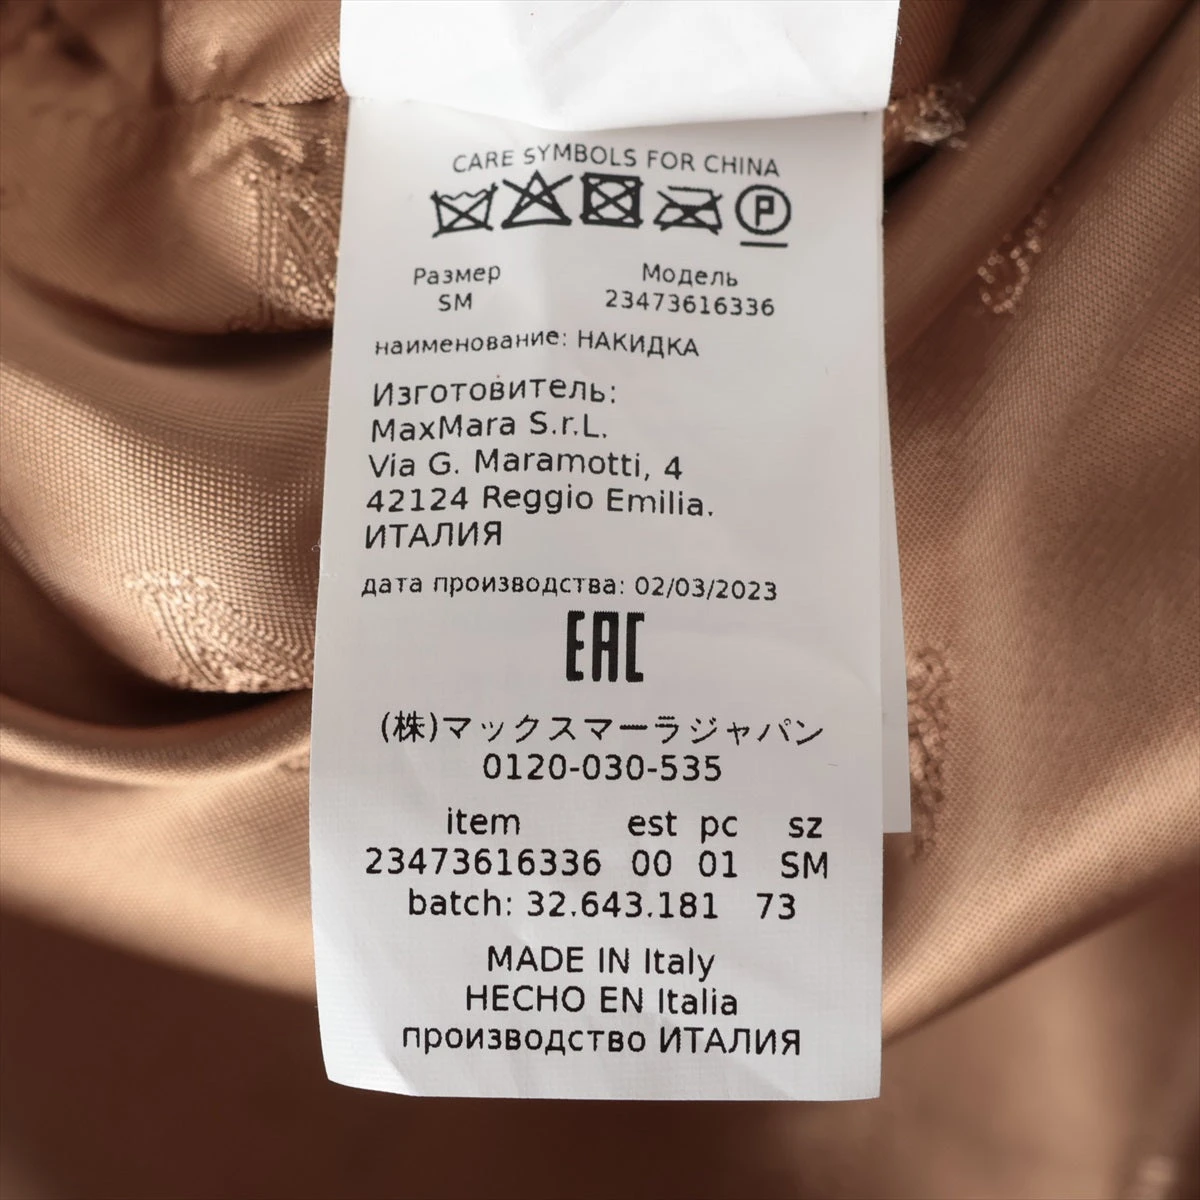 CARE SYMBOLS FOR CHINA
P
Размер Модель
SM 23473616336
наименование: НАКИДКА
Изготовитель:
MaxMara S.r.L.
Via G. Maramotti, 4
42124 Reggio Emilia.
ИТАЛИЯ
дата производства: 02/03/2023
EAC
(株)マックスマーラジャパン
0120-030-535
item est pc sz
23473616336 00 01 SM
batch: 32.643.181 73
MADE IN Italy
HECHO EN Italia
производство ИТАЛИЯ